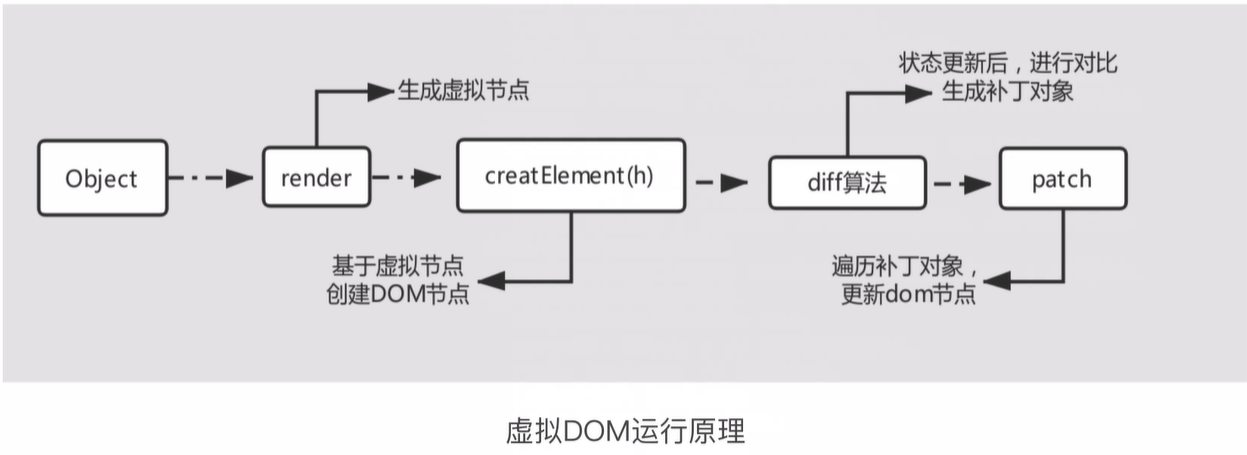 状态更新后，进行对比
生成补丁对象
生成虚拟节点
Object
render
creatElement(h)
diff算法
patch
基于虚拟节点
创建DOM节点
遍历补丁对象，
更新dom节点
虚拟DOM运行原理